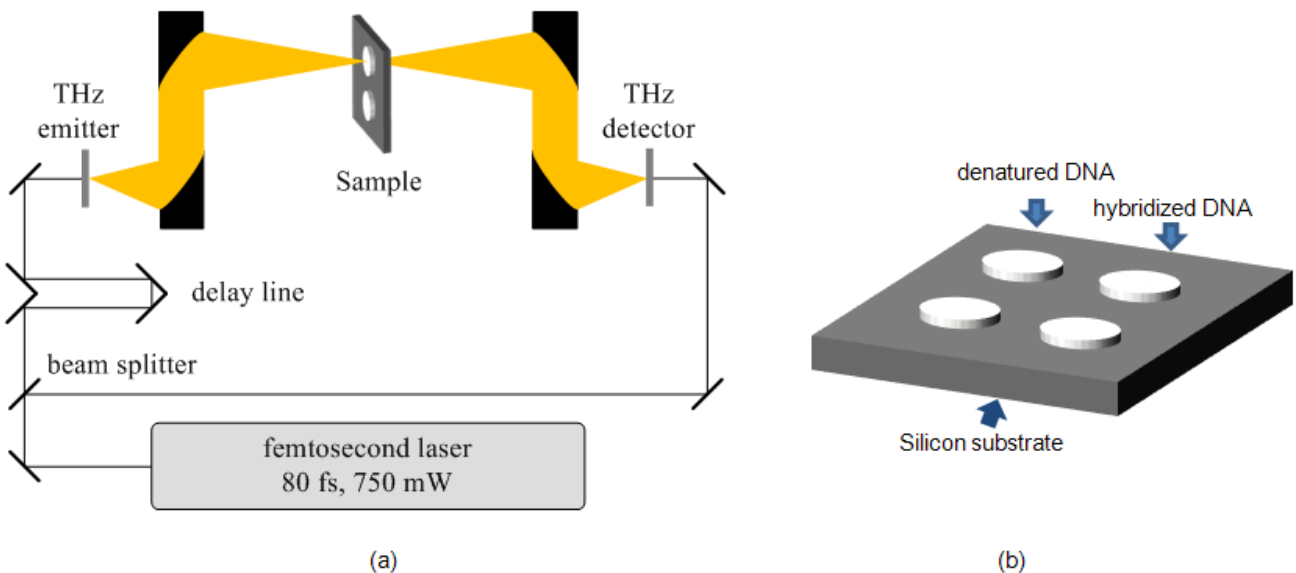 THz
emitter
THz
detector
Sample
delay line
beam splitter
femtosecond laser
80 fs, 750 mW
(a)
denatured DNA
hybridized DNA
Silicon substrate
(b)